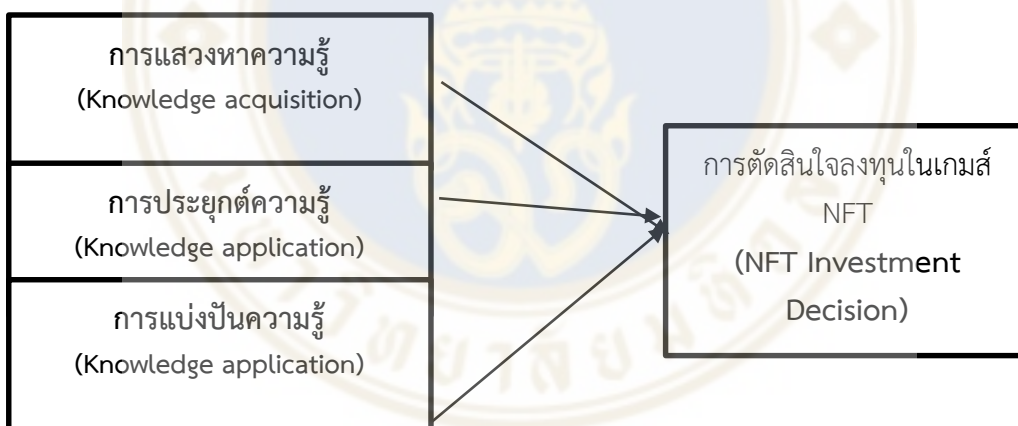 การแสวงหาความรู้
(Knowledge acquisition)
การประยุกต์ความรู้
(Knowledge application)
การแบ่งปันความรู้
(Knowledge application)
การตัดสินใจลงทุนในเกมส์
NFT
(NFT Investment
Decision)